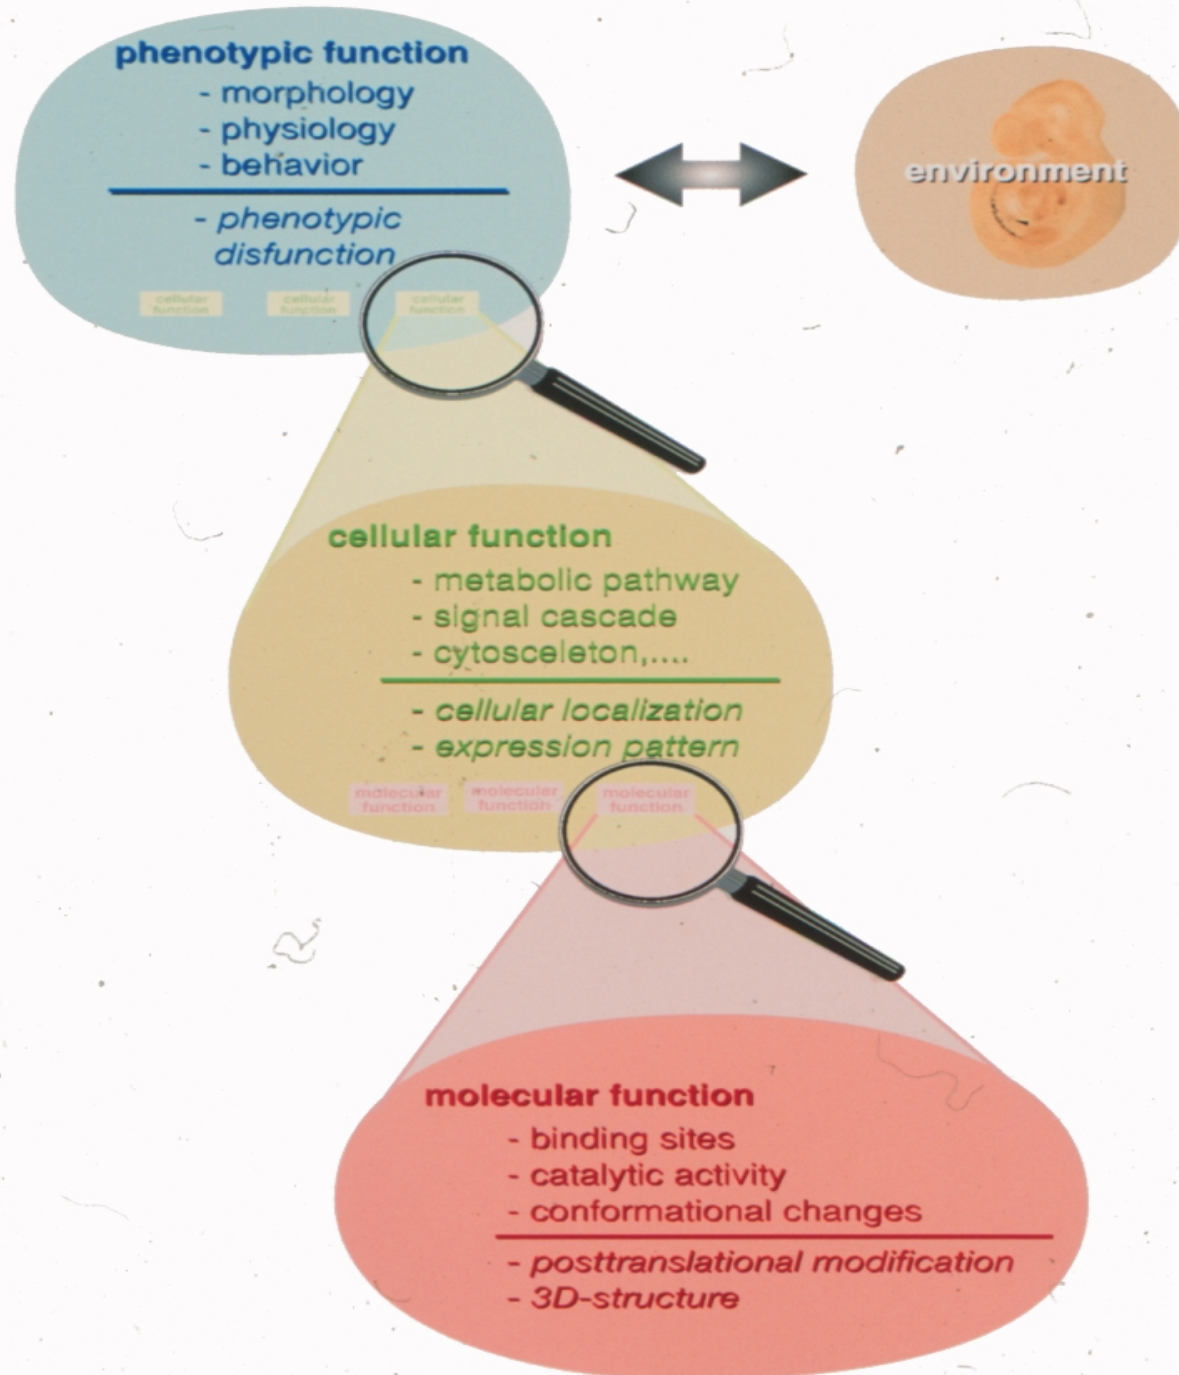 phenotypic function
- morphology
- physiology
- behavior
- phenotypic
disfunction
cellular
function
cellular
function
cellular
function
environment
cellular function
- metabolic pathway
- signal cascade
- cytosceleton,....
- cellular localization
- expression pattern
molecular
function
molecular
function
molecular
function
molecular function
- binding sites
- catalytic activity
- conformational changes
- posttranslational modification
- 3D-structure